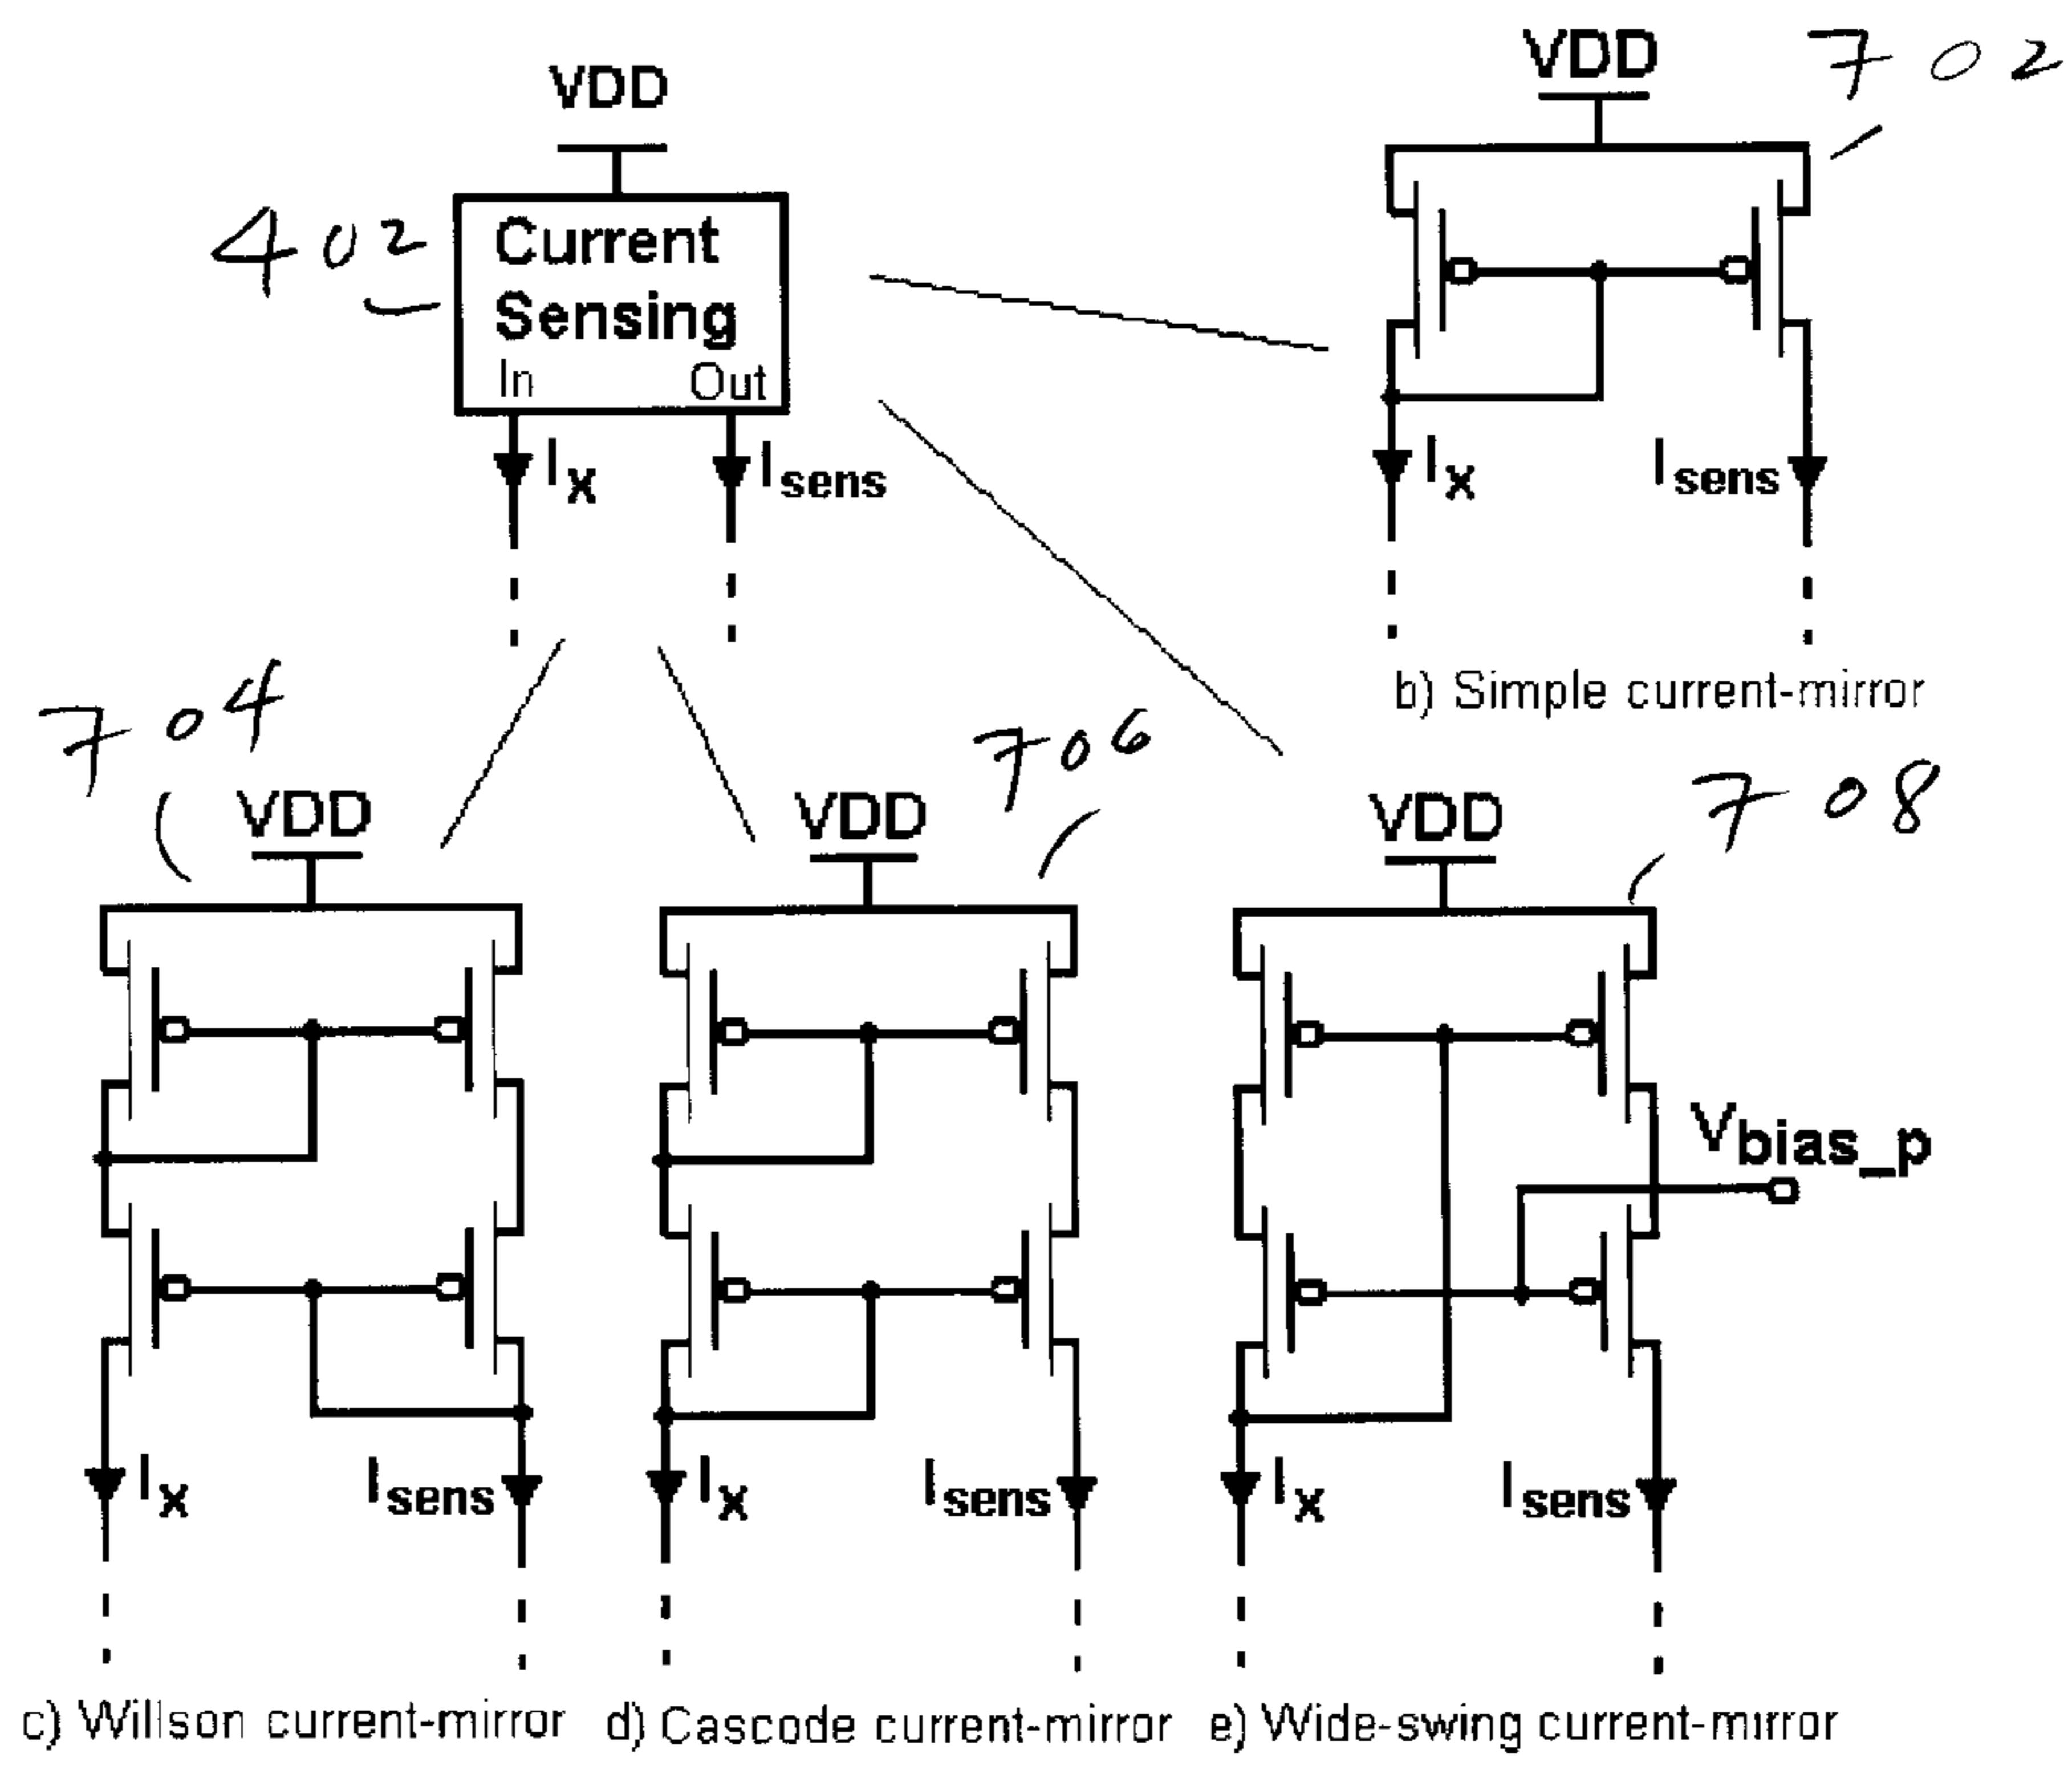 VDD
VDD
702
402
Current
Sensing
In Out
Ix Isens
Ix Isens
b) Simple current-mirror
704
706
708
VDD
VDD
VDD
Vbias_p
Ix Isens
Ix Isens
Ix Isens
c) Willson current-mirror
d) Cascode current-mirror
e) Wide-swing current-mirror